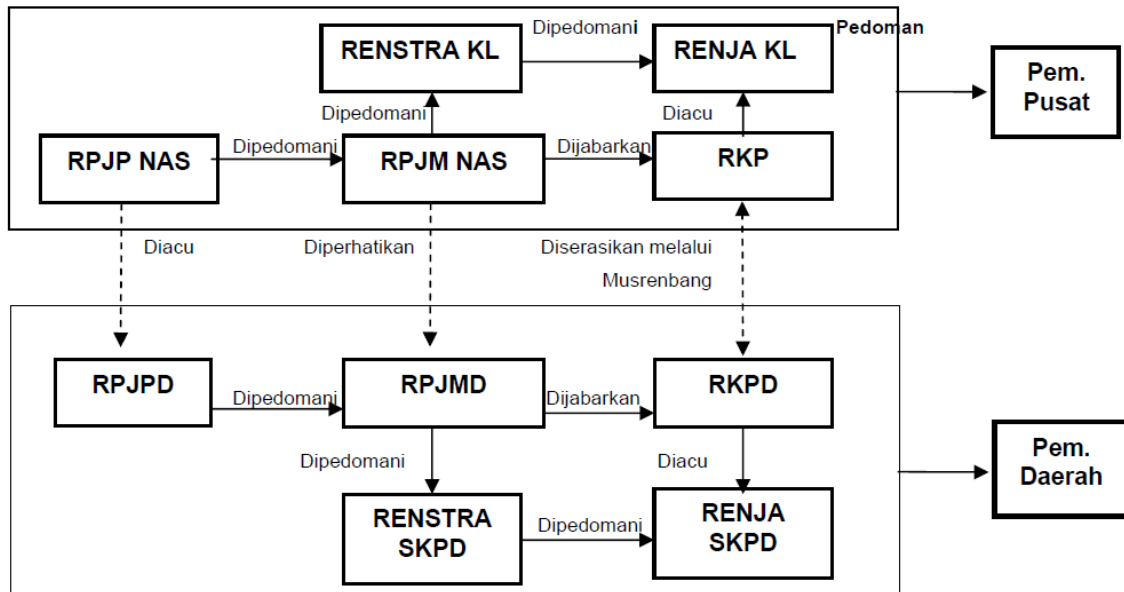 Dipedomani
Pedoman
RENSTRA KL
RENJA KL
Pem.
Pusat
Dipedomani
Diacu
RPJP NAS
Dipedomani
RPJM NAS
Dijabarkan
RKP
Diacu
Diperhatikan
Diserasikan melalui
Musrenbang
RPJPD
Dipedomani
RPJMD
Dijabarkan
RKPD
Dipedomani
Diacu
Pem.
Daerah
RENSTRA
SKPD
Dipedomani
RENJA
SKPD